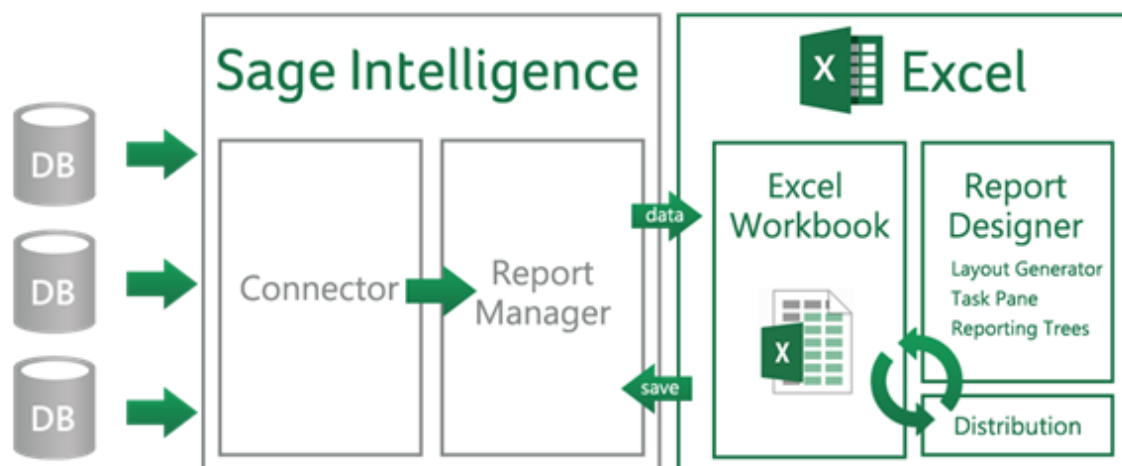 Sage Intelligence
X Excel
DB
DB
DB
Connector
Report
Manager
data
save
Excel
Workbook
X
Report
Designer
Layout Generator
Task Pane
Reporting Trees
Distribution